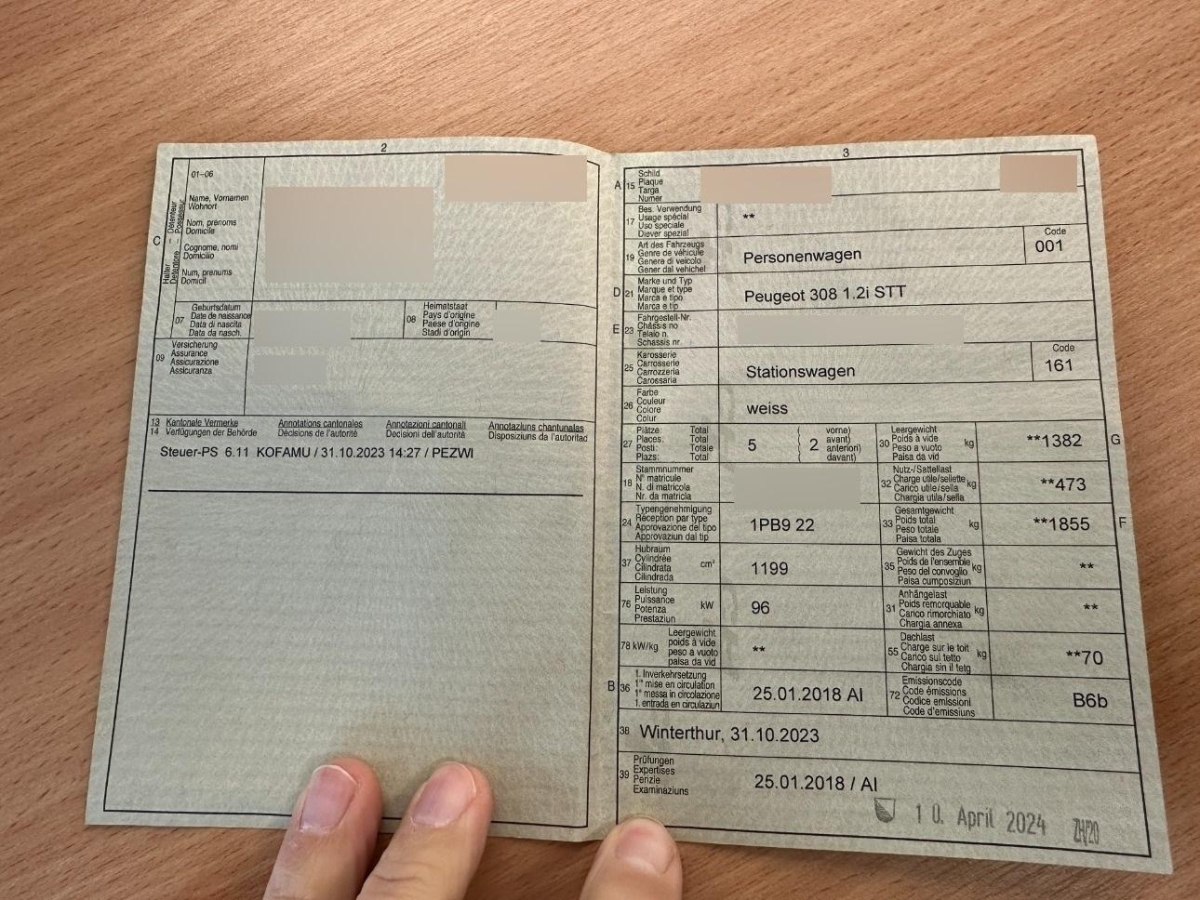 2
01–06
Name, Vornamen
Wohnort
Nom, prénoms
Domicile
Cognome, nomi
Domicilio
Num, prenums
Domicil
C
Halter – Détenteur
Detentore – Possessur
07
Geburtsdatum
Date de naissance
Data di nascita
Data da nasch.
08
Heimatstaat
Pays d'origine
Paese d'origine
Stadi d'origin
09
Versicherung
Assurance
Assicurazione
Assicuranza
13 Kantonale Vermerke Annotations cantonales Annotazioni cantonali Annotaziuns chantunalas
14 Verfügungen der Behörde Décisions de l'autorité Decisioni dell'autorità Disposiziuns da l'autoritad
Steuer-PS 6.11 KOFAMU / 31.10.2023 14:27 / PEZWI
3
A 15
Schild
Plaque
Targa
Numer
17
Bes. Verwendung
Usage spécial
Uso speciale
Diever spezial
**
19
Art des Fahrzeugs
Genre de véhicule
Genere di veicolo
Gener dal vehichel
Personenwagen
Code
001
D 21
Marke und Typ
Marque et type
Marca e tipo
Marca e tip
Peugeot 308 1.2i STT
E 23
Fahrgestell-Nr.
Châssis no
Telaio n.
Schassis nr.
25
Karosserie
Carrosserie
Carrozzeria
Carossaria
Stationswagen
Code
161
26
Farbe
Couleur
Colore
Colur
weiss
27
Plätze Total
Places: Total
Posti: Totale
Plazs: Total
5
( 2
vorne)
avant)
anteriori)
davant)
30
Leergewicht
Poids à vide
Peso a vuoto
Paisa da vid
kg
**1382
G
18
Stammnummer
N° matricule
N. di matricola
Nr. da matricla
32
Nutz-/Sattellast
Charge utile/sellette
Carico utile/sella
Chargia utila/sella
kg
**473
24
Typengenehmigung
Réception par type
Approvazione del tipo
Approvaziun dal tip
1PB9 22
33
Gesamtgewicht
Poids total
Peso totale
Paisa totala
kg
**1855
F
37
Hubraum
Cylindrée
Cilindrata
Cilindrada
cm³
1199
35
Gewicht des Zuges
Poids de l'ensemble
Peso del convoglio
Paisa cumposiziun
kg
**
76
Leistung
Puissance
Potenza
Prestaziun
kW
96
31
Anhängelast
Poids remorquable
Carico rimorchiato
Chargia annexa
kg
**
78 kW/kg
Leergewicht
poids à vide
peso a vuoto
paisa da vid
**
55
Dachlast
Charge sur le toit
Carico sul tetto
Chargia sin il tetg
kg
**70
B 36
1. Inverkehrsetzung
1re mise en circulation
1a messa in circolazione
1. entrada en circulaziun
25.01.2018 AI
72
Emissionscode
Code émissions
Codice emissioni
Code d'emissiuns
B6b
38 Winterthur, 31.10.2023
39
Prüfungen
Expertises
Perizie
Examinaziuns
25.01.2018 / AI
10. April 2024 ZH/20